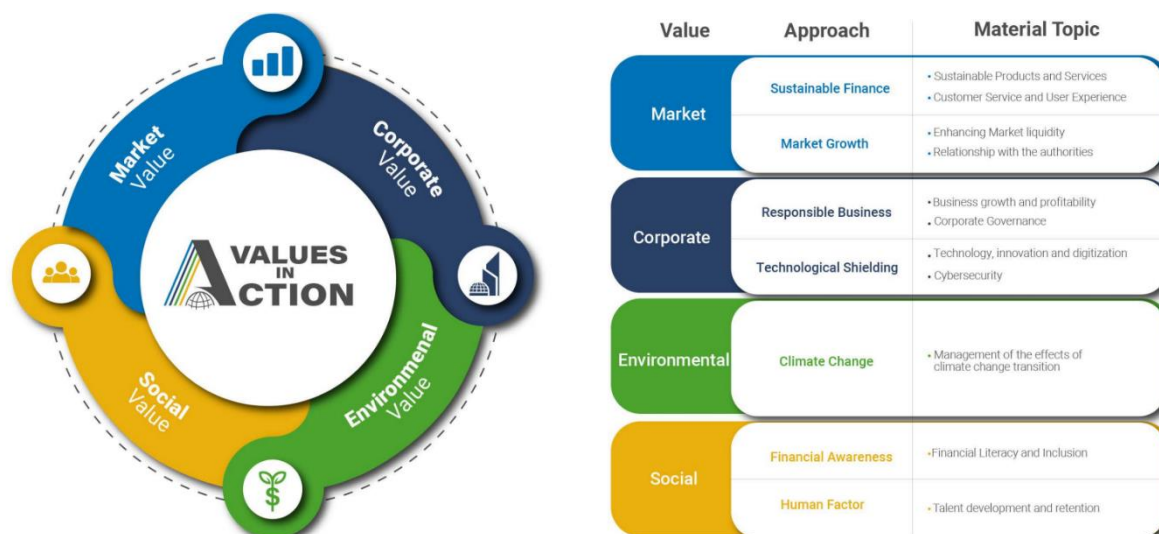 Market
Value
Corporate
Value
VALUES
IN
ACTION
Social
Value
Environmenal
Value
Value Approach Material Topic
Market
Sustainable Finance
• Sustainable Products and Services
• Customer Service and User Experience
Market Growth
• Enhancing Market liquidity
• Relationship with the authorities
Corporate
Responsible Business
• Business growth and profitability
• Corporate Governance
Technological Shielding
• Technology, innovation and digitization
• Cybersecurity
Environmental
Climate Change
• Management of the effects of
climate change transition
Social
Financial Awareness
• Financial Literacy and Inclusion
Human Factor
• Talent development and retention